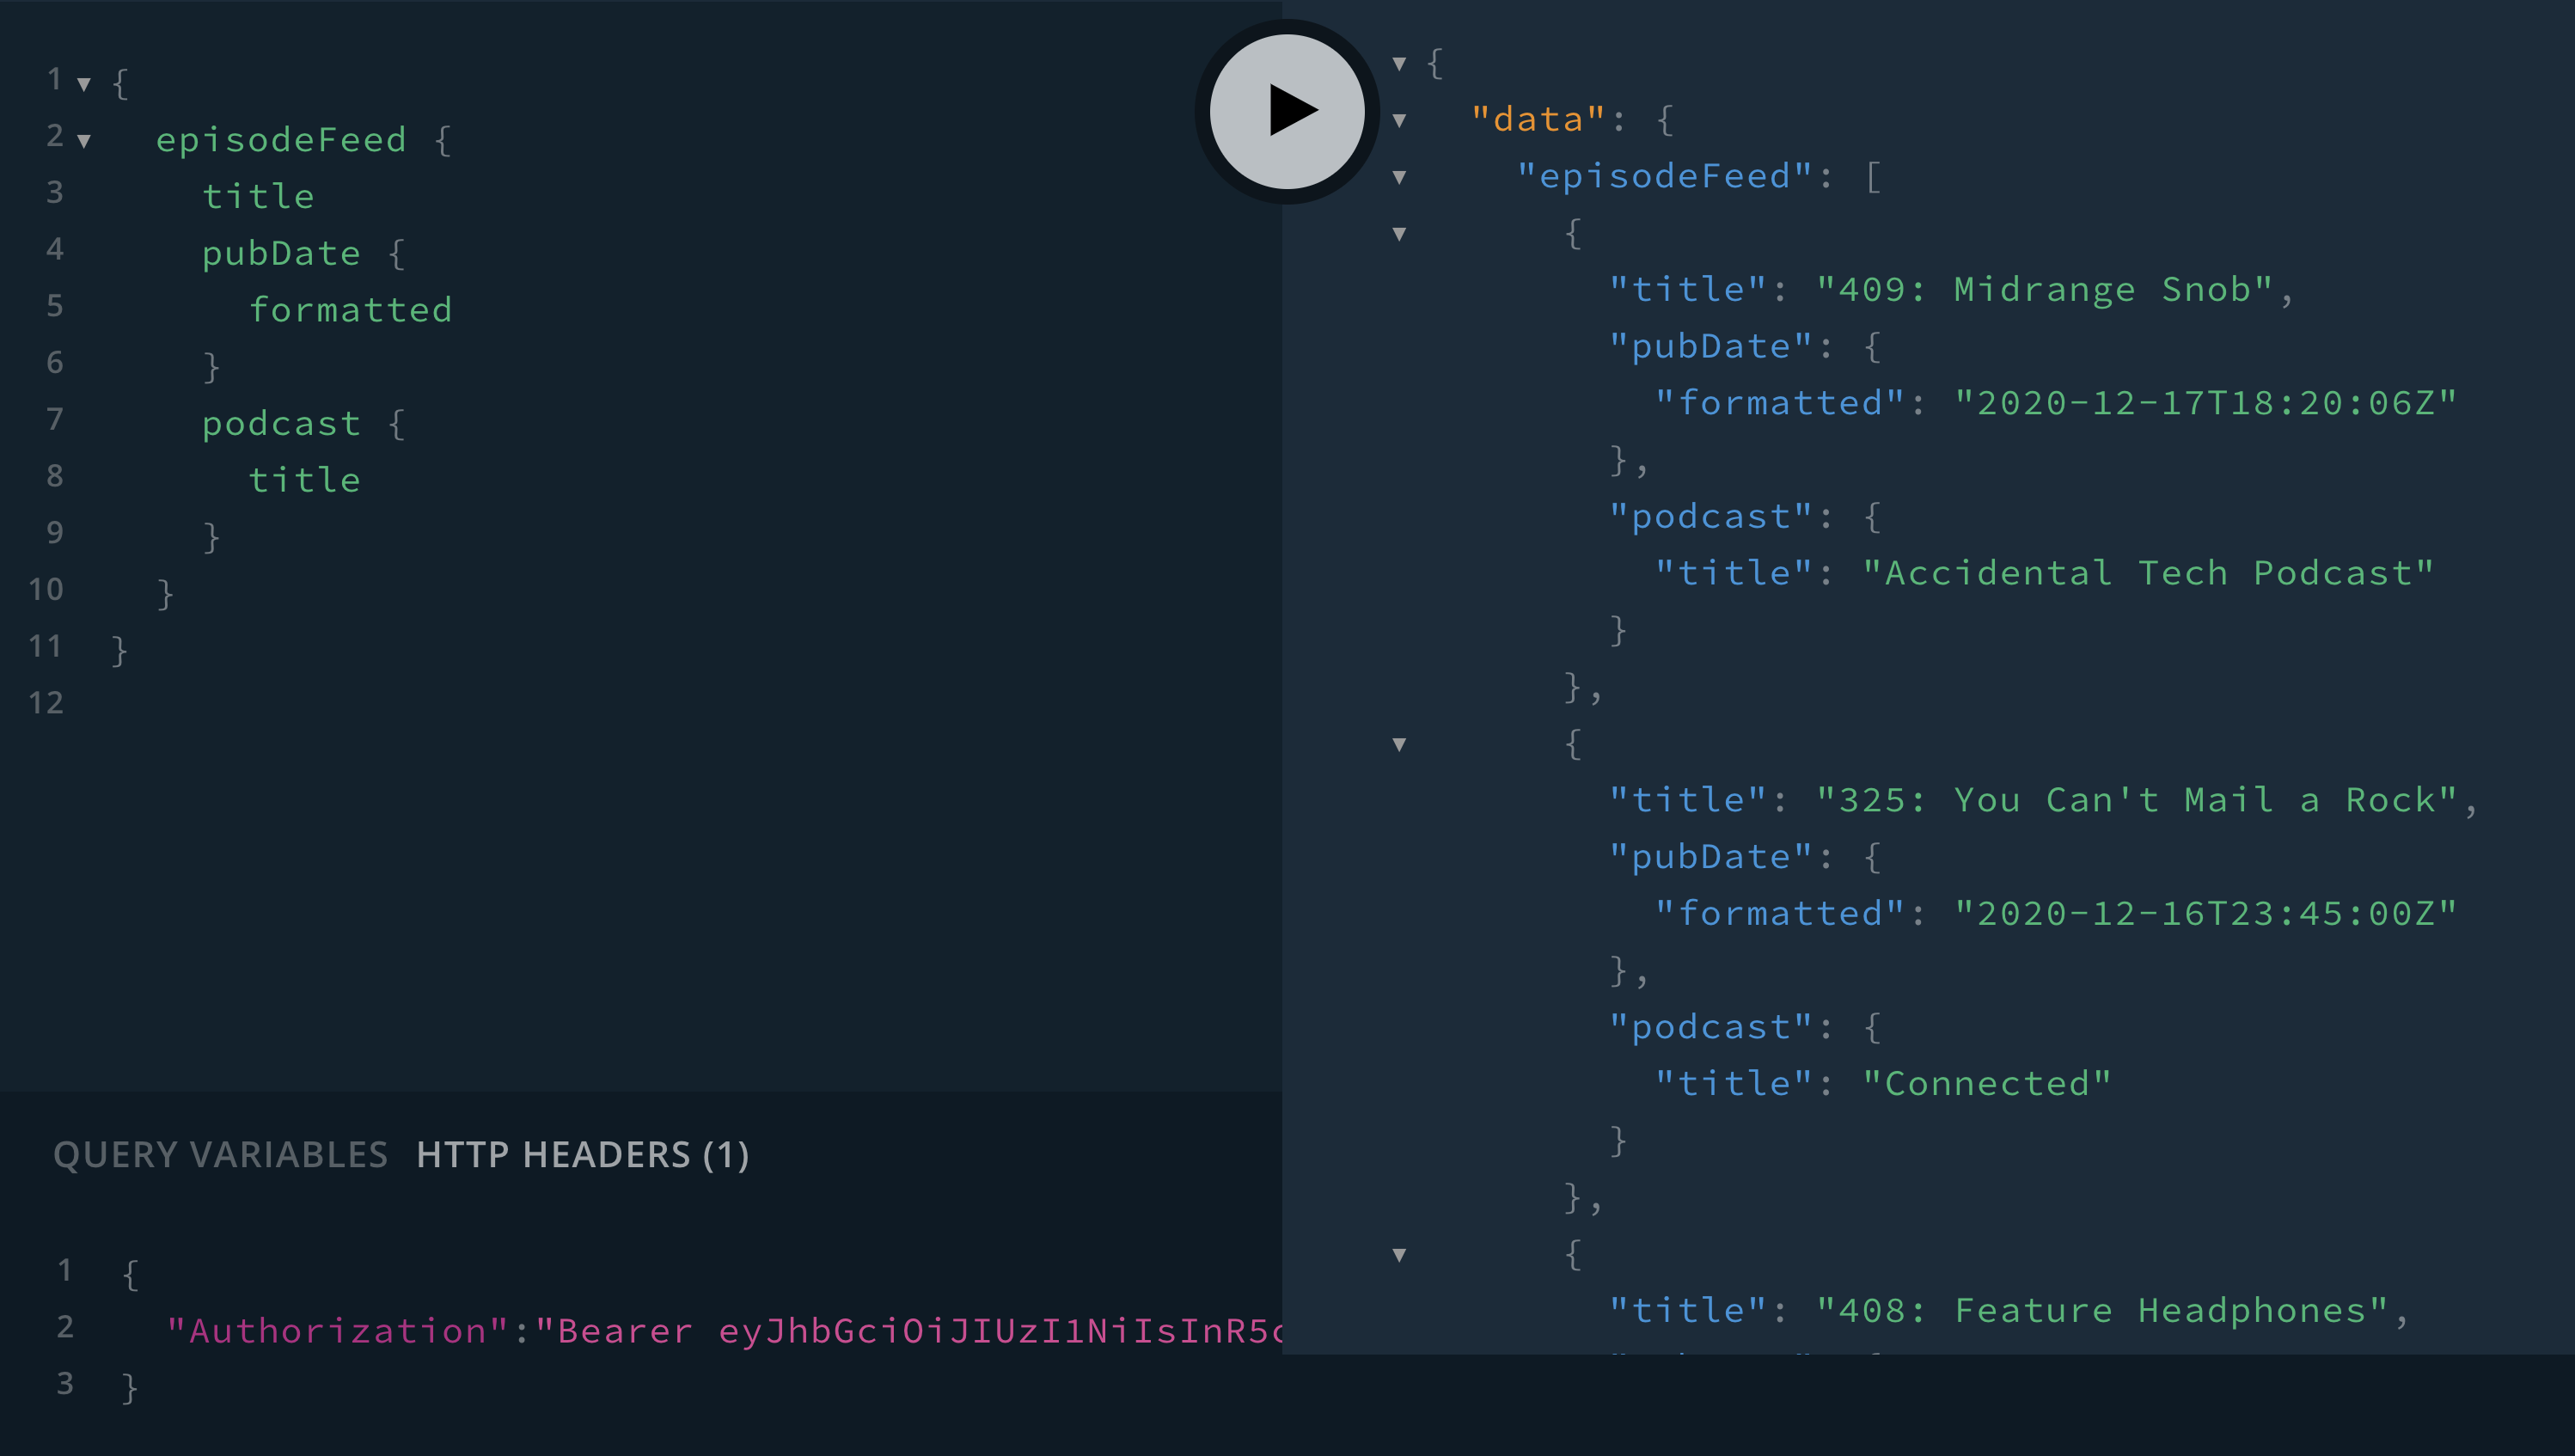 1 {
2 episodeFeed {
3 title
4 pubDate {
5 formatted
6 }
7 podcast {
8 title
9 }
10 }
11 }
12
QUERY VARIABLES HTTP HEADERS (1)
1 {
2 "Authorization":"Bearer eyJhbGciOiJIUzI1NiIsInR5c
3 }
{
"data": {
"episodeFeed": [
{
"title": "409: Midrange Snob",
"pubDate": {
"formatted": "2020-12-17T18:20:06Z"
},
"podcast": {
"title": "Accidental Tech Podcast"
}
},
{
"title": "325: You Can't Mail a Rock",
"pubDate": {
"formatted": "2020-12-16T23:45:00Z"
},
"podcast": {
"title": "Connected"
}
},
{
"title": "408: Feature Headphones",